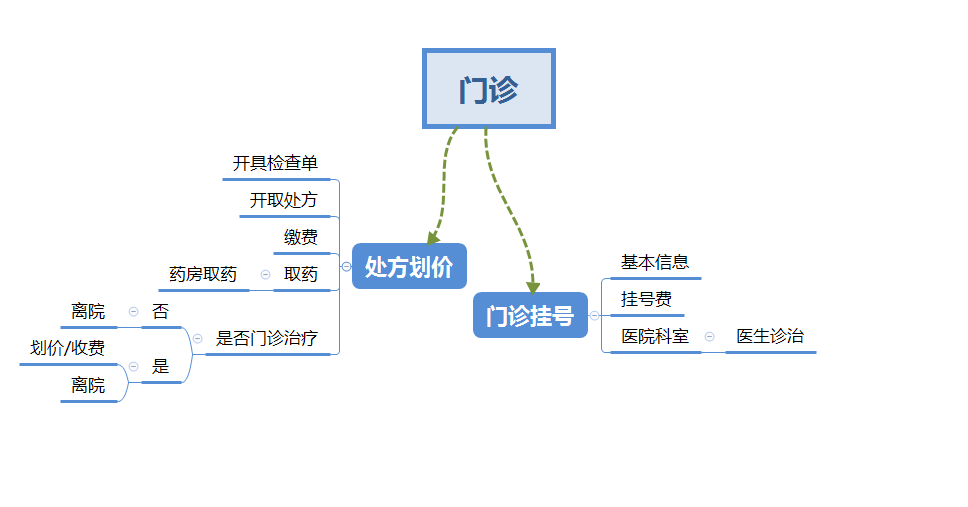 门诊
开具检查单
开取处方
缴费
药房取药
取药
处方划价
离院
否
是否门诊治疗
划价/收费
是
离院
门诊挂号
基本信息
挂号费
医院科室
医生诊治